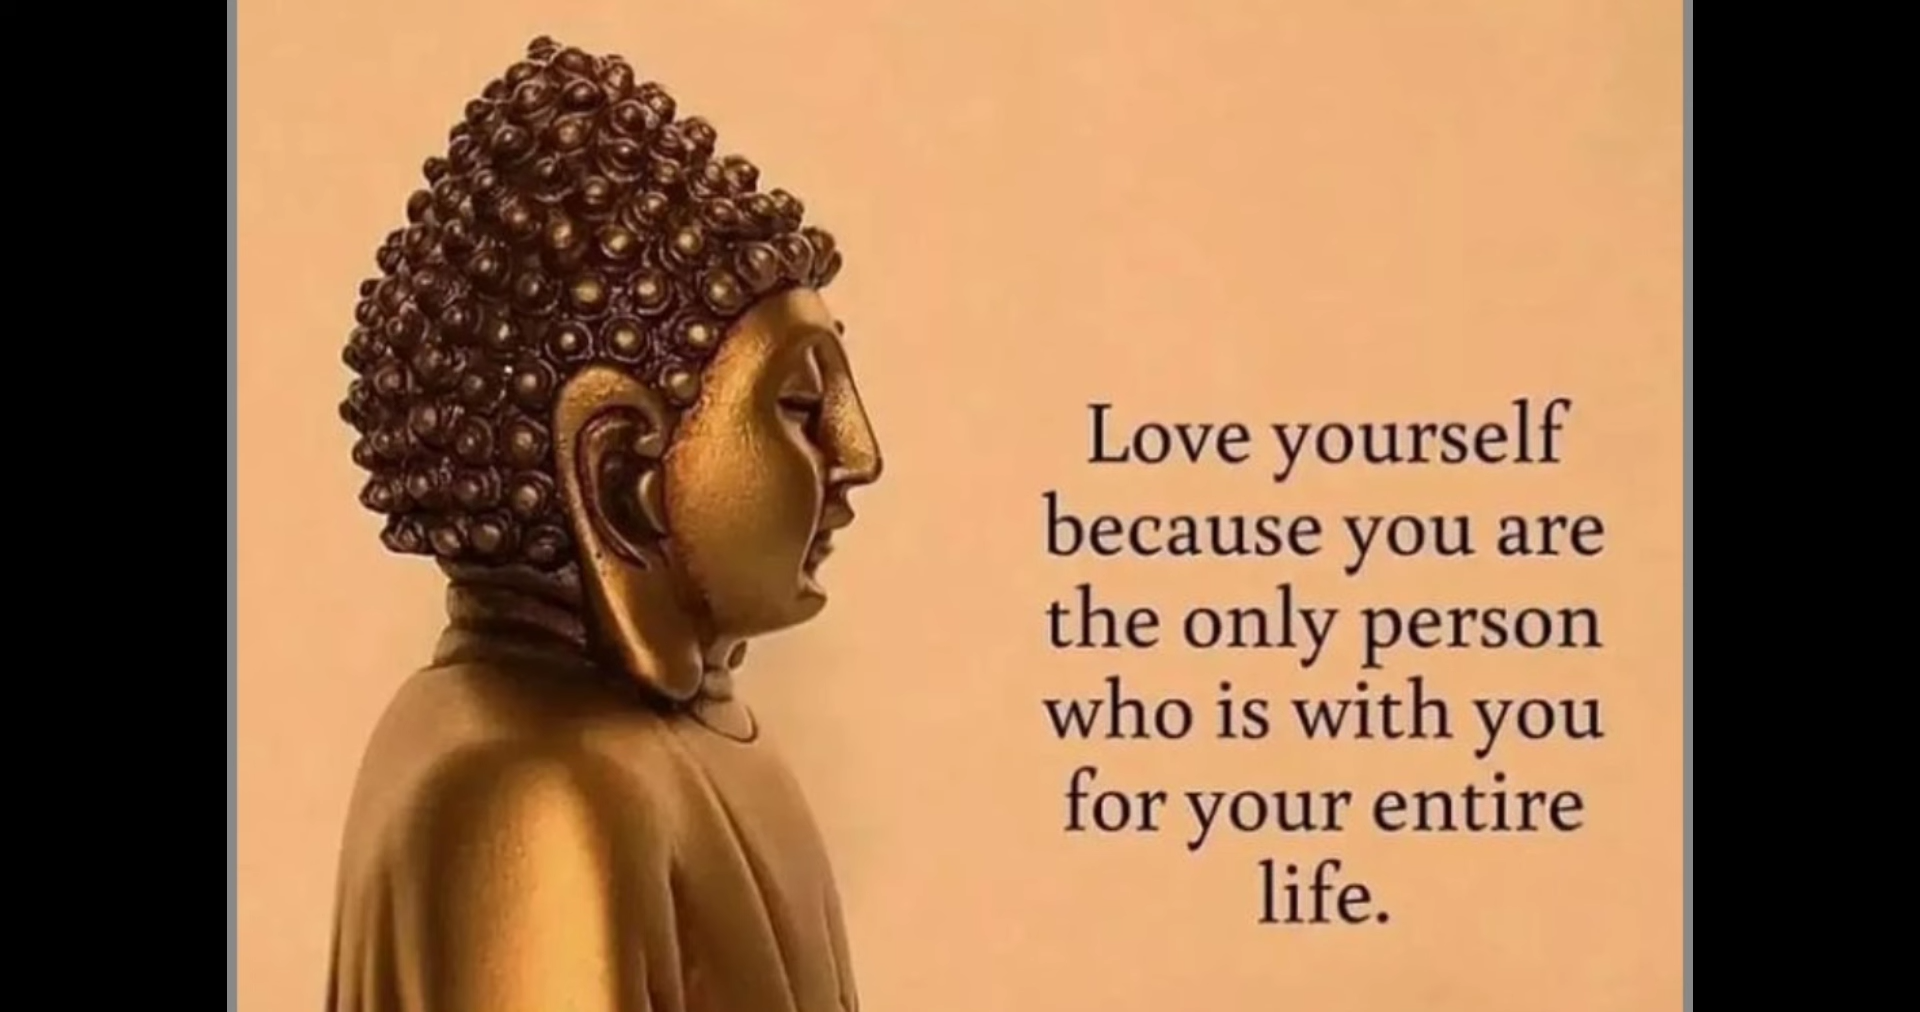 Love yourself
because you are
the only person
who is with you
for your entire
life.